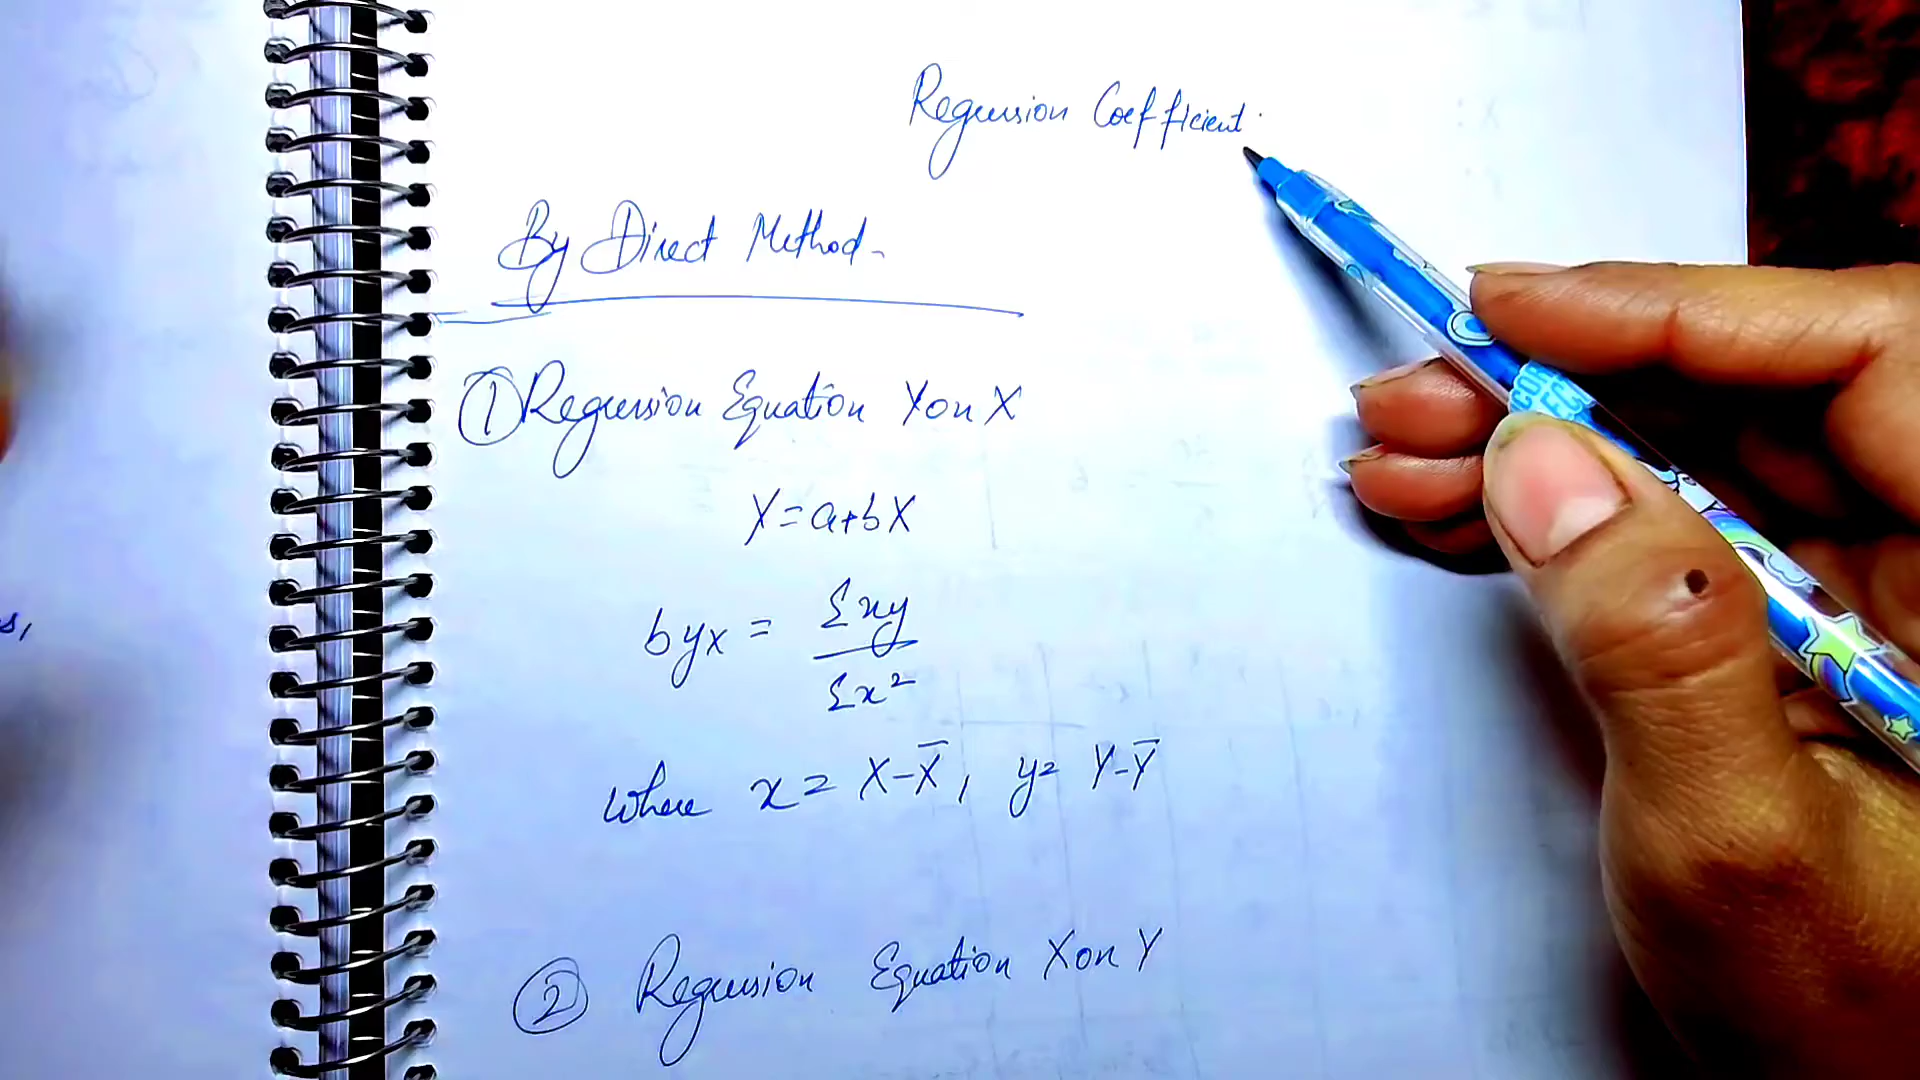 Regression Coefficient.
By Direct Method-
① Regression Equation Y on X
Y = a+bX
byx = Σxy / Σx²
where x = X-X̄, y = Y-Ȳ
② Regression Equation X on Y
s,